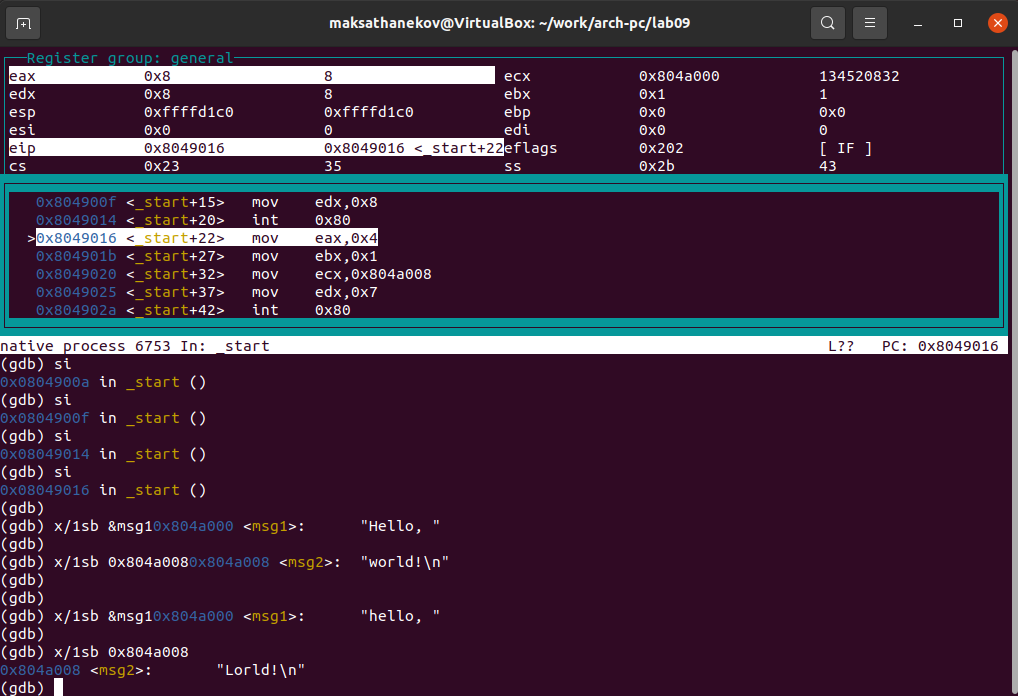 maksathanekov@VirtualBox: ~/work/arch-pc/lab09
Register group: general
eax 0x8 8 ecx 0x804a000 134520832
edx 0x8 8 ebx 0x1 1
esp 0xffffd1c0 0xffffd1c0 ebp 0x0 0x0
esi 0x0 0 edi 0x0 0
eip 0x8049016 0x8049016 <_start+22 eflags 0x202 [ IF ]
cs 0x23 35 ss 0x2b 43
0x804900f <_start+15> mov edx,0x8
0x8049014 <_start+20> int 0x80
>0x8049016 <_start+22> mov eax,0x4
0x804901b <_start+27> mov ebx,0x1
0x8049020 <_start+32> mov ecx,0x804a008
0x8049025 <_start+37> mov edx,0x7
0x804902a <_start+42> int 0x80
native process 6753 In: _start L?? PC: 0x8049016
(gdb) si
0x0804900a in _start ()
(gdb) si
0x0804900f in _start ()
(gdb) si
0x08049014 in _start ()
(gdb) si
0x08049016 in _start ()
(gdb)
(gdb) x/1sb &msg10x804a000 <msg1>: "Hello, "
(gdb)
(gdb) x/1sb 0x804a0080x804a008 <msg2>: "world!\n"
(gdb)
(gdb)
(gdb) x/1sb &msg10x804a000 <msg1>: "hello, "
(gdb)
(gdb) x/1sb 0x804a008
0x804a008 <msg2>: "Lorld!\n"
(gdb)